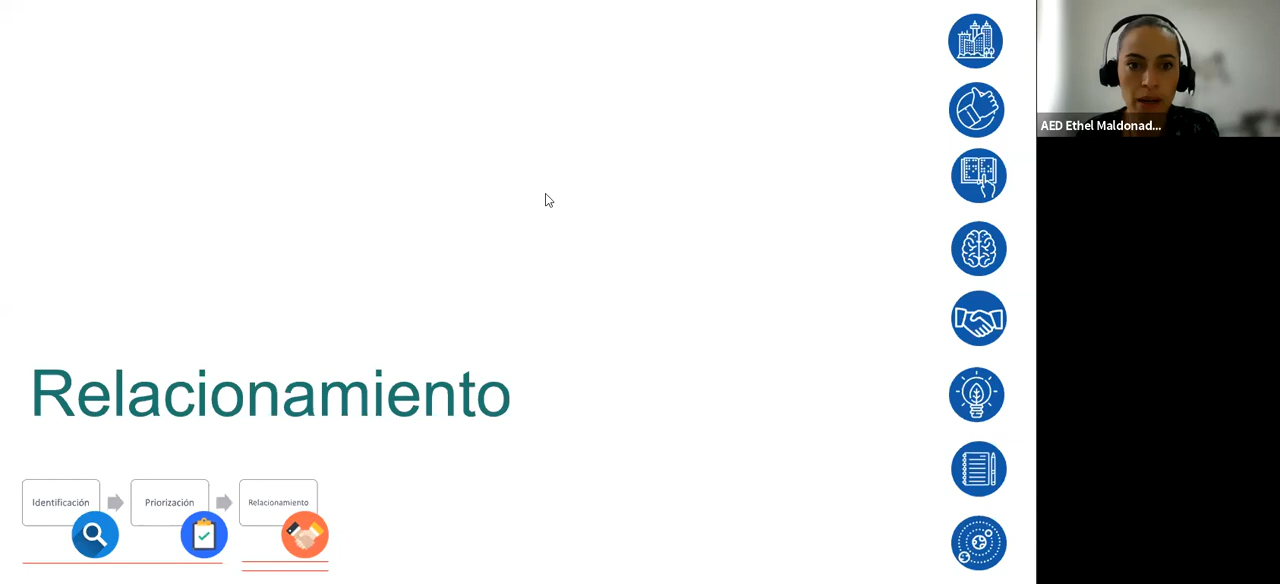 AED Ethel Maldonad...
Relacionamiento
Identificación
Priorización
Relacionamiento